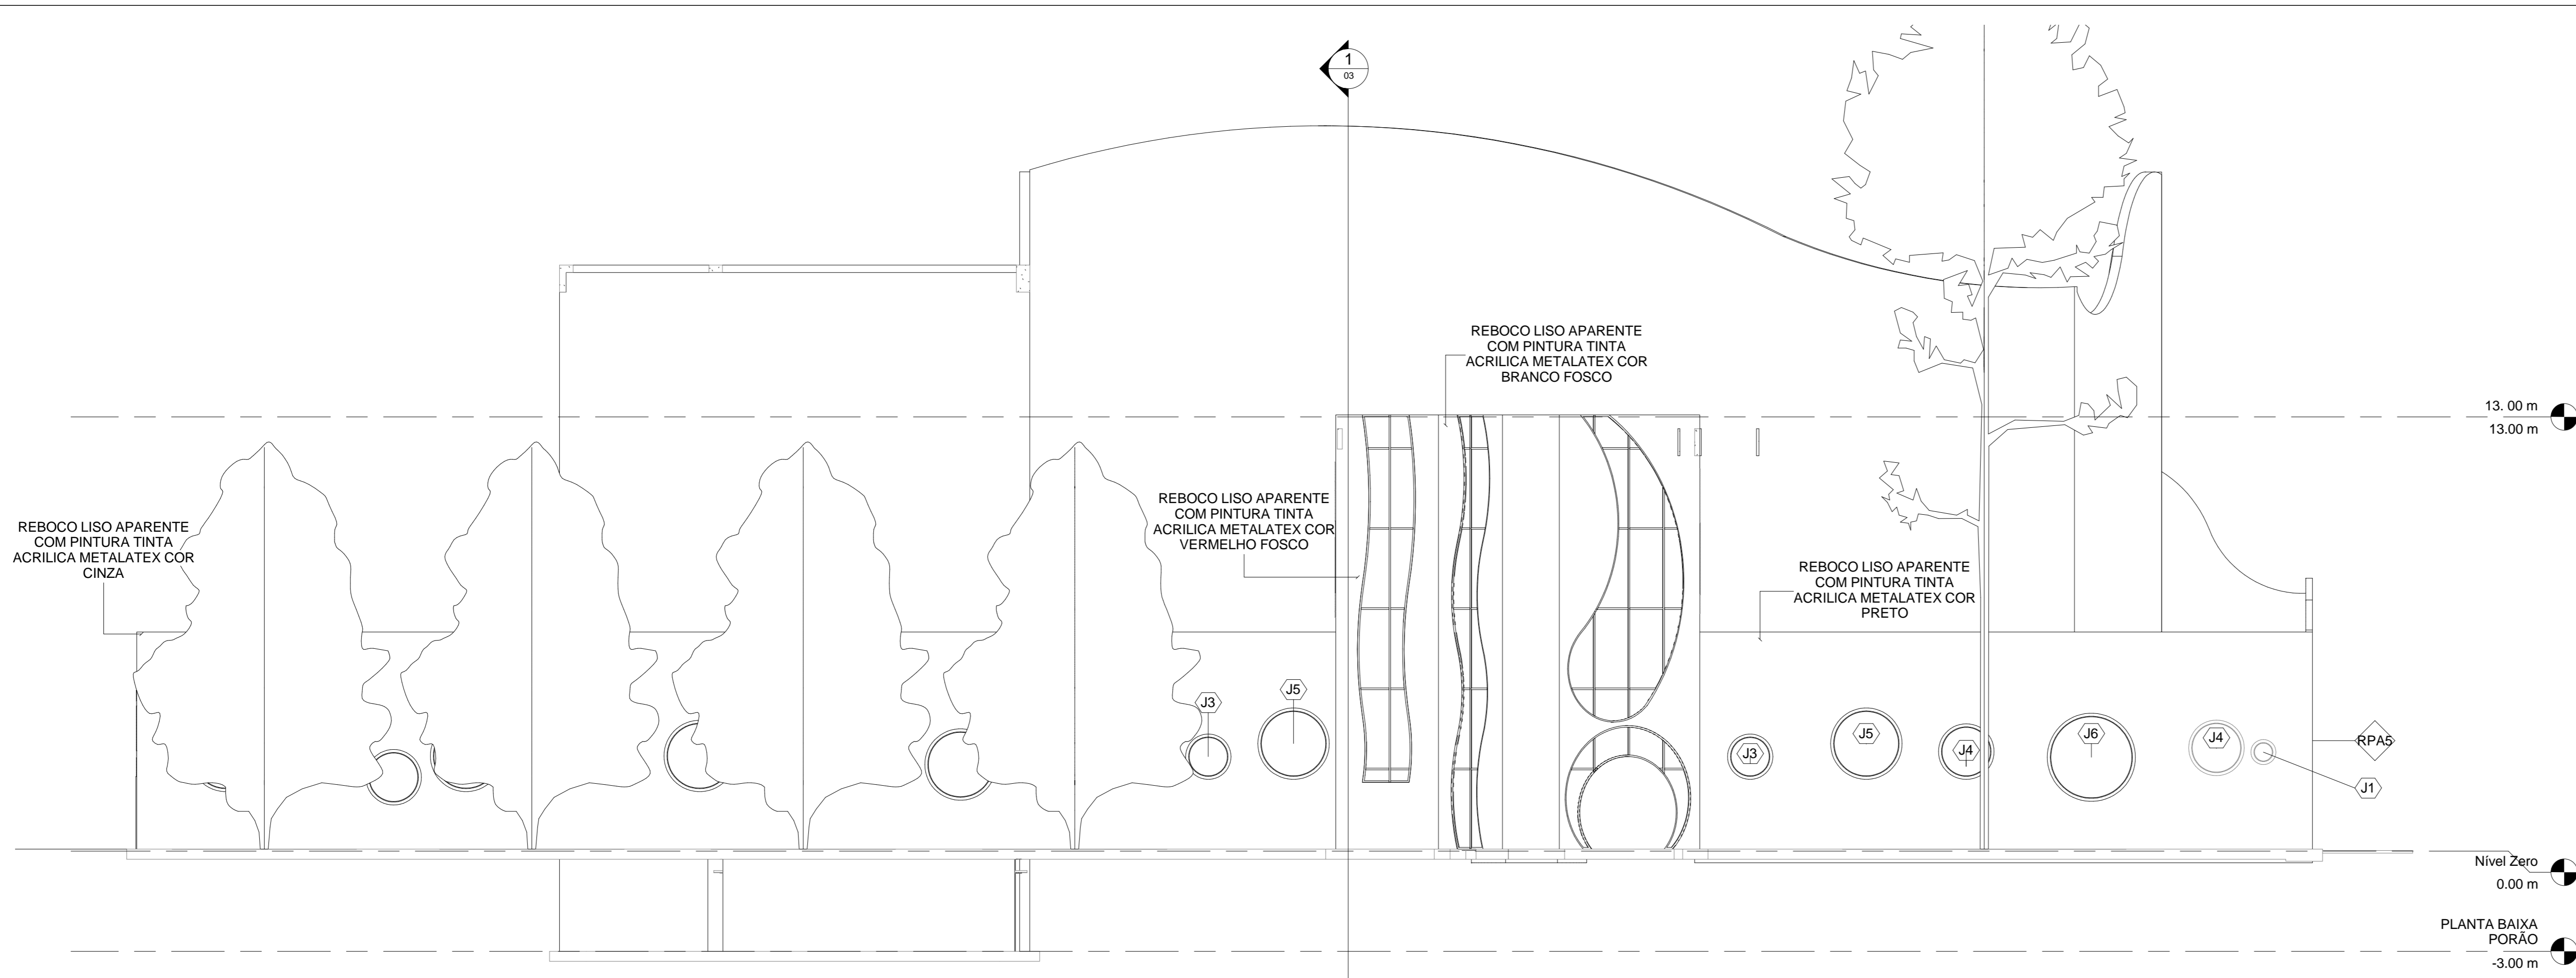 1
03
REBOCO LISO APARENTE
COM PINTURA TINTA
ACRILICA METALATEX COR
BRANCO FOSCO
13. 00 m
13.00 m
REBOCO LISO APARENTE
COM PINTURA TINTA
ACRILICA METALATEX COR
VERMELHO FOSCO
REBOCO LISO APARENTE
COM PINTURA TINTA
ACRILICA METALATEX COR
CINZA
REBOCO LISO APARENTE
COM PINTURA TINTA
ACRILICA METALATEX COR
PRETO
J3
J5
J3
J5
J4
J6
J4
RPA5
J1
Nível Zero
0.00 m
PLANTA BAIXA
PORÃO
-3.00 m